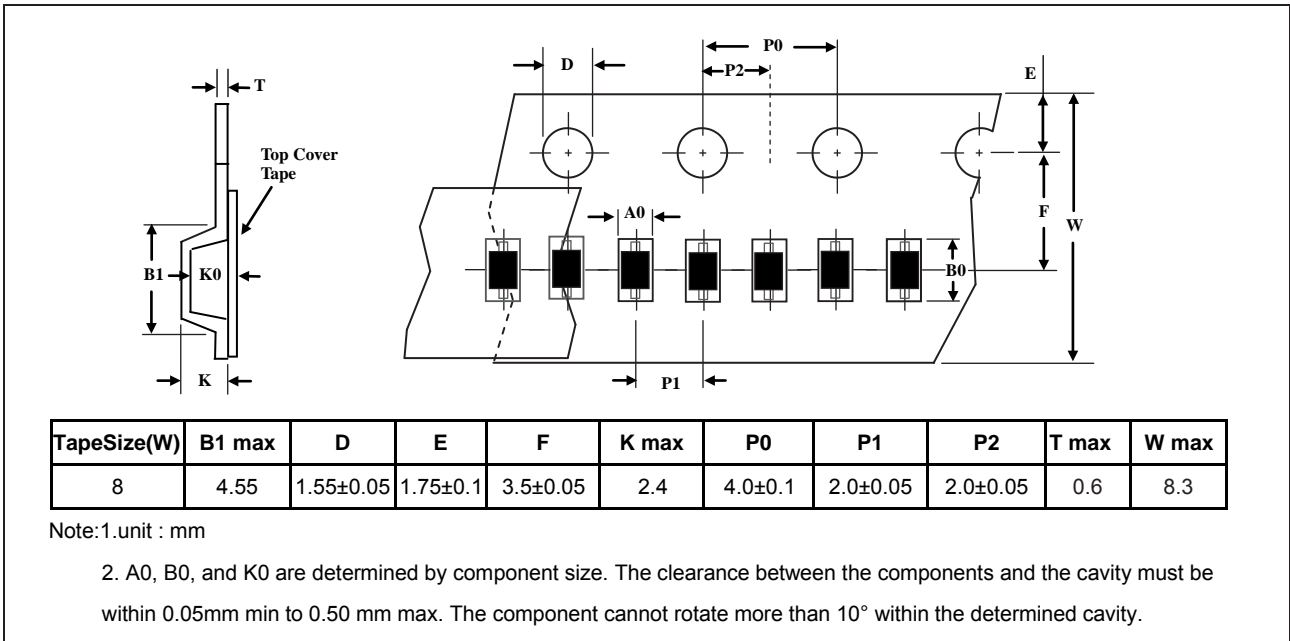 P0
D
P2
E
T
Top Cover
Tape
A0
F
W
B1
K0
B0
K
P1
TapeSize(W) B1 max D E F K max P0 P1 P2 T max W max
8 4.55 1.55±0.05 1.75±0.1 3.5±0.05 2.4 4.0±0.1 2.0±0.05 2.0±0.05 0.6 8.3
Note:1.unit : mm
2. A0, B0, and K0 are determined by component size. The clearance between the components and the cavity must be
within 0.05mm min to 0.50 mm max. The component cannot rotate more than 10° within the determined cavity.